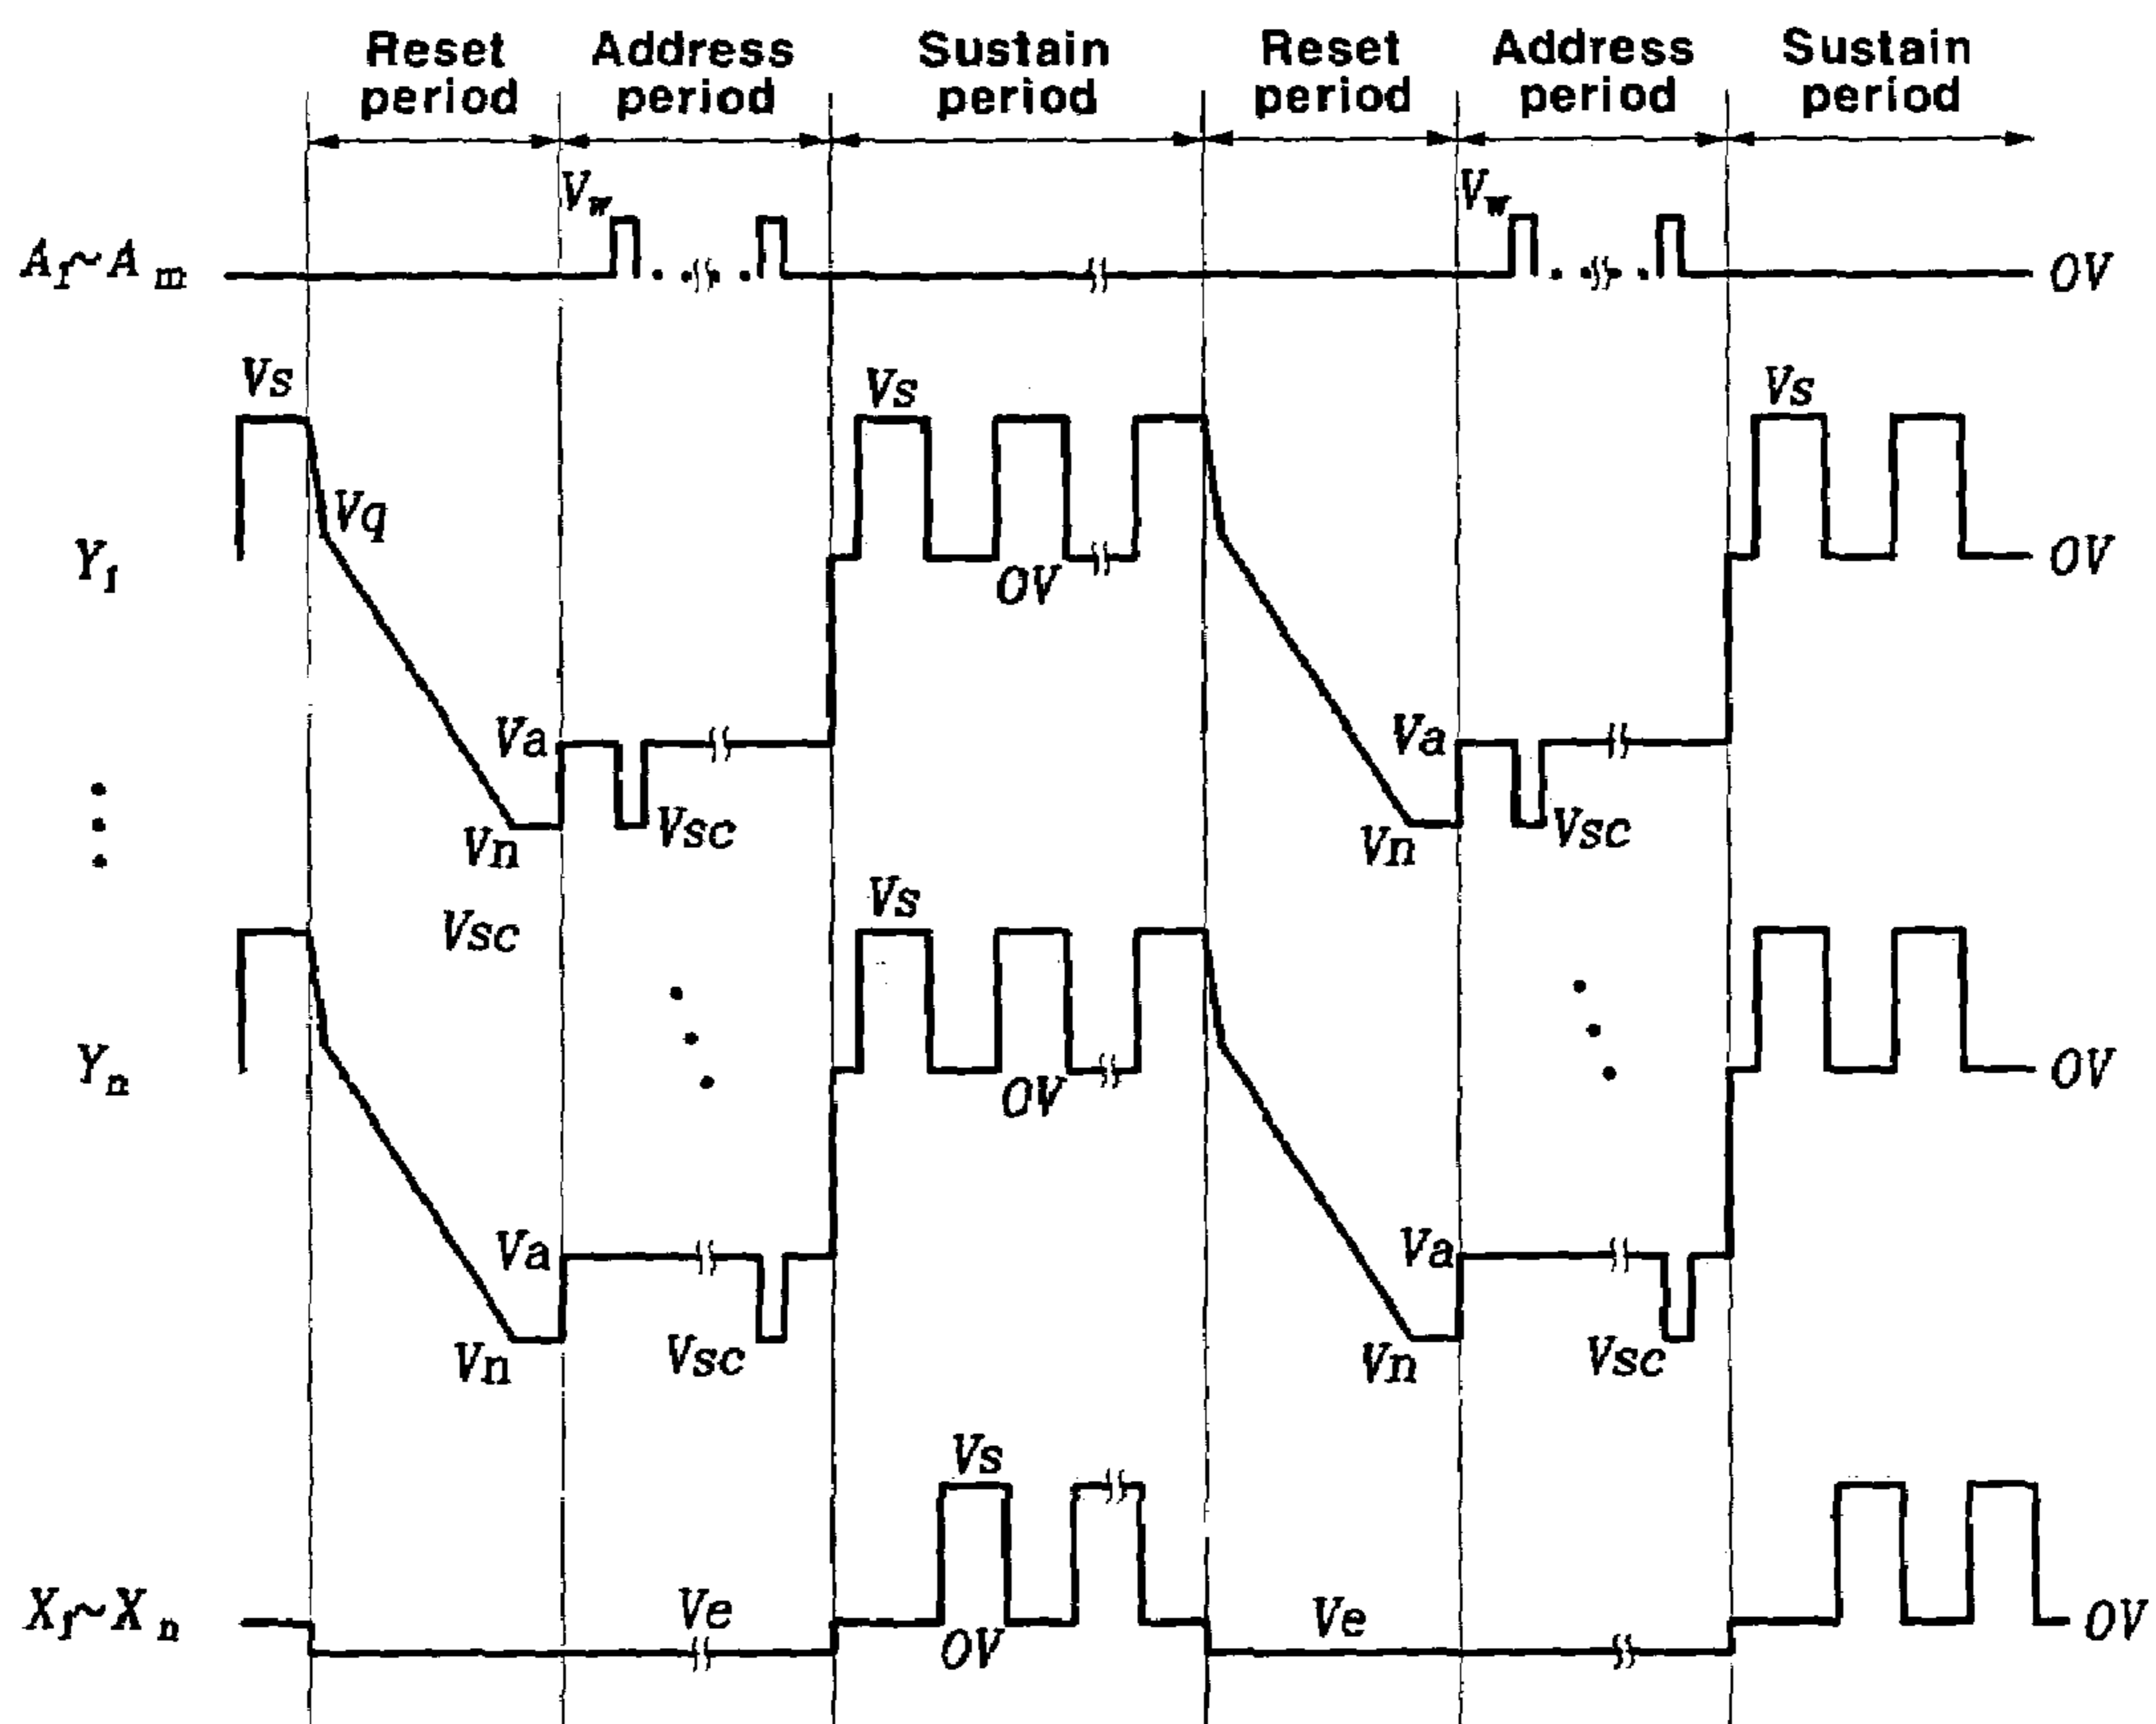 Reset period
Address period
Sustain period
Reset period
Address period
Sustain period
Vw
Vw
A1~Am
0V
Vs
Vs
Vs
Vq
Y1
0V
0V
Va
Va
Vn
Vsc
Vn
Vsc
Vs
Vsc
Yn
0V
0V
Va
Va
Vn
Vsc
Vn
Vsc
Vs
X1~Xn
Ve
Ve
0V
0V